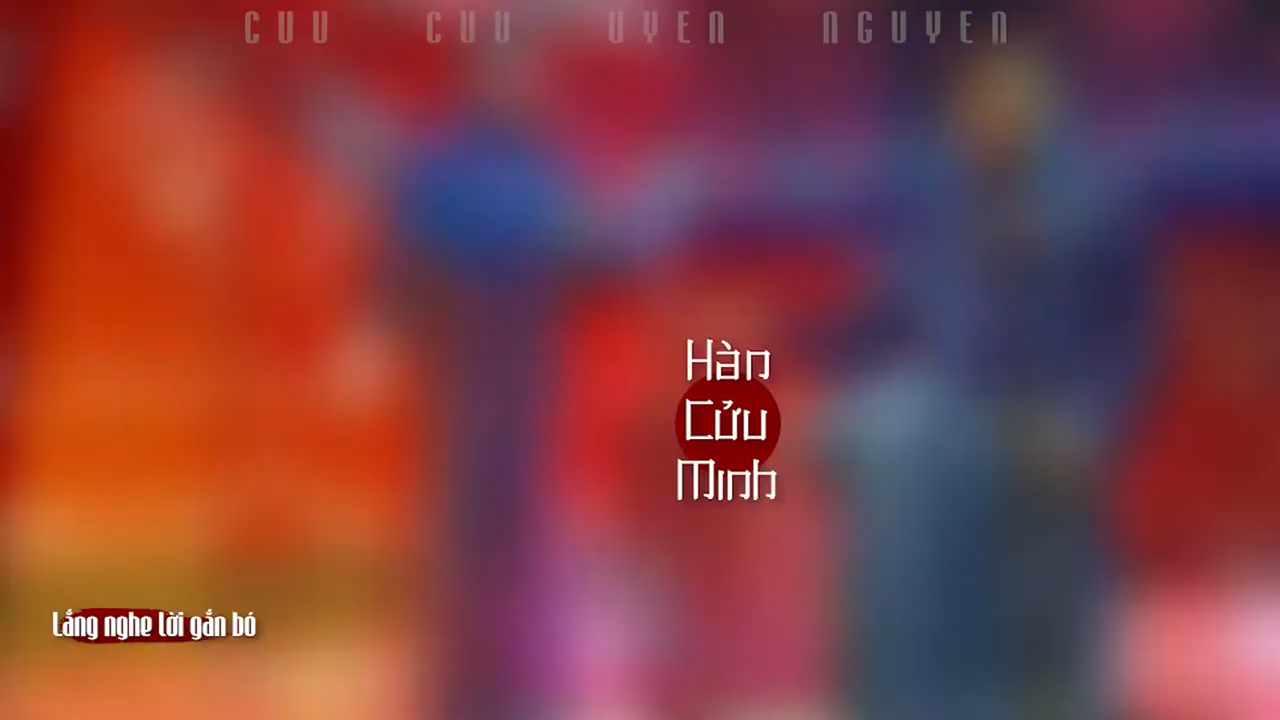 CUU CUU UYEN NGUYEN
Hàn
Cửu
Minh
Lắng nghe lời gắn bó